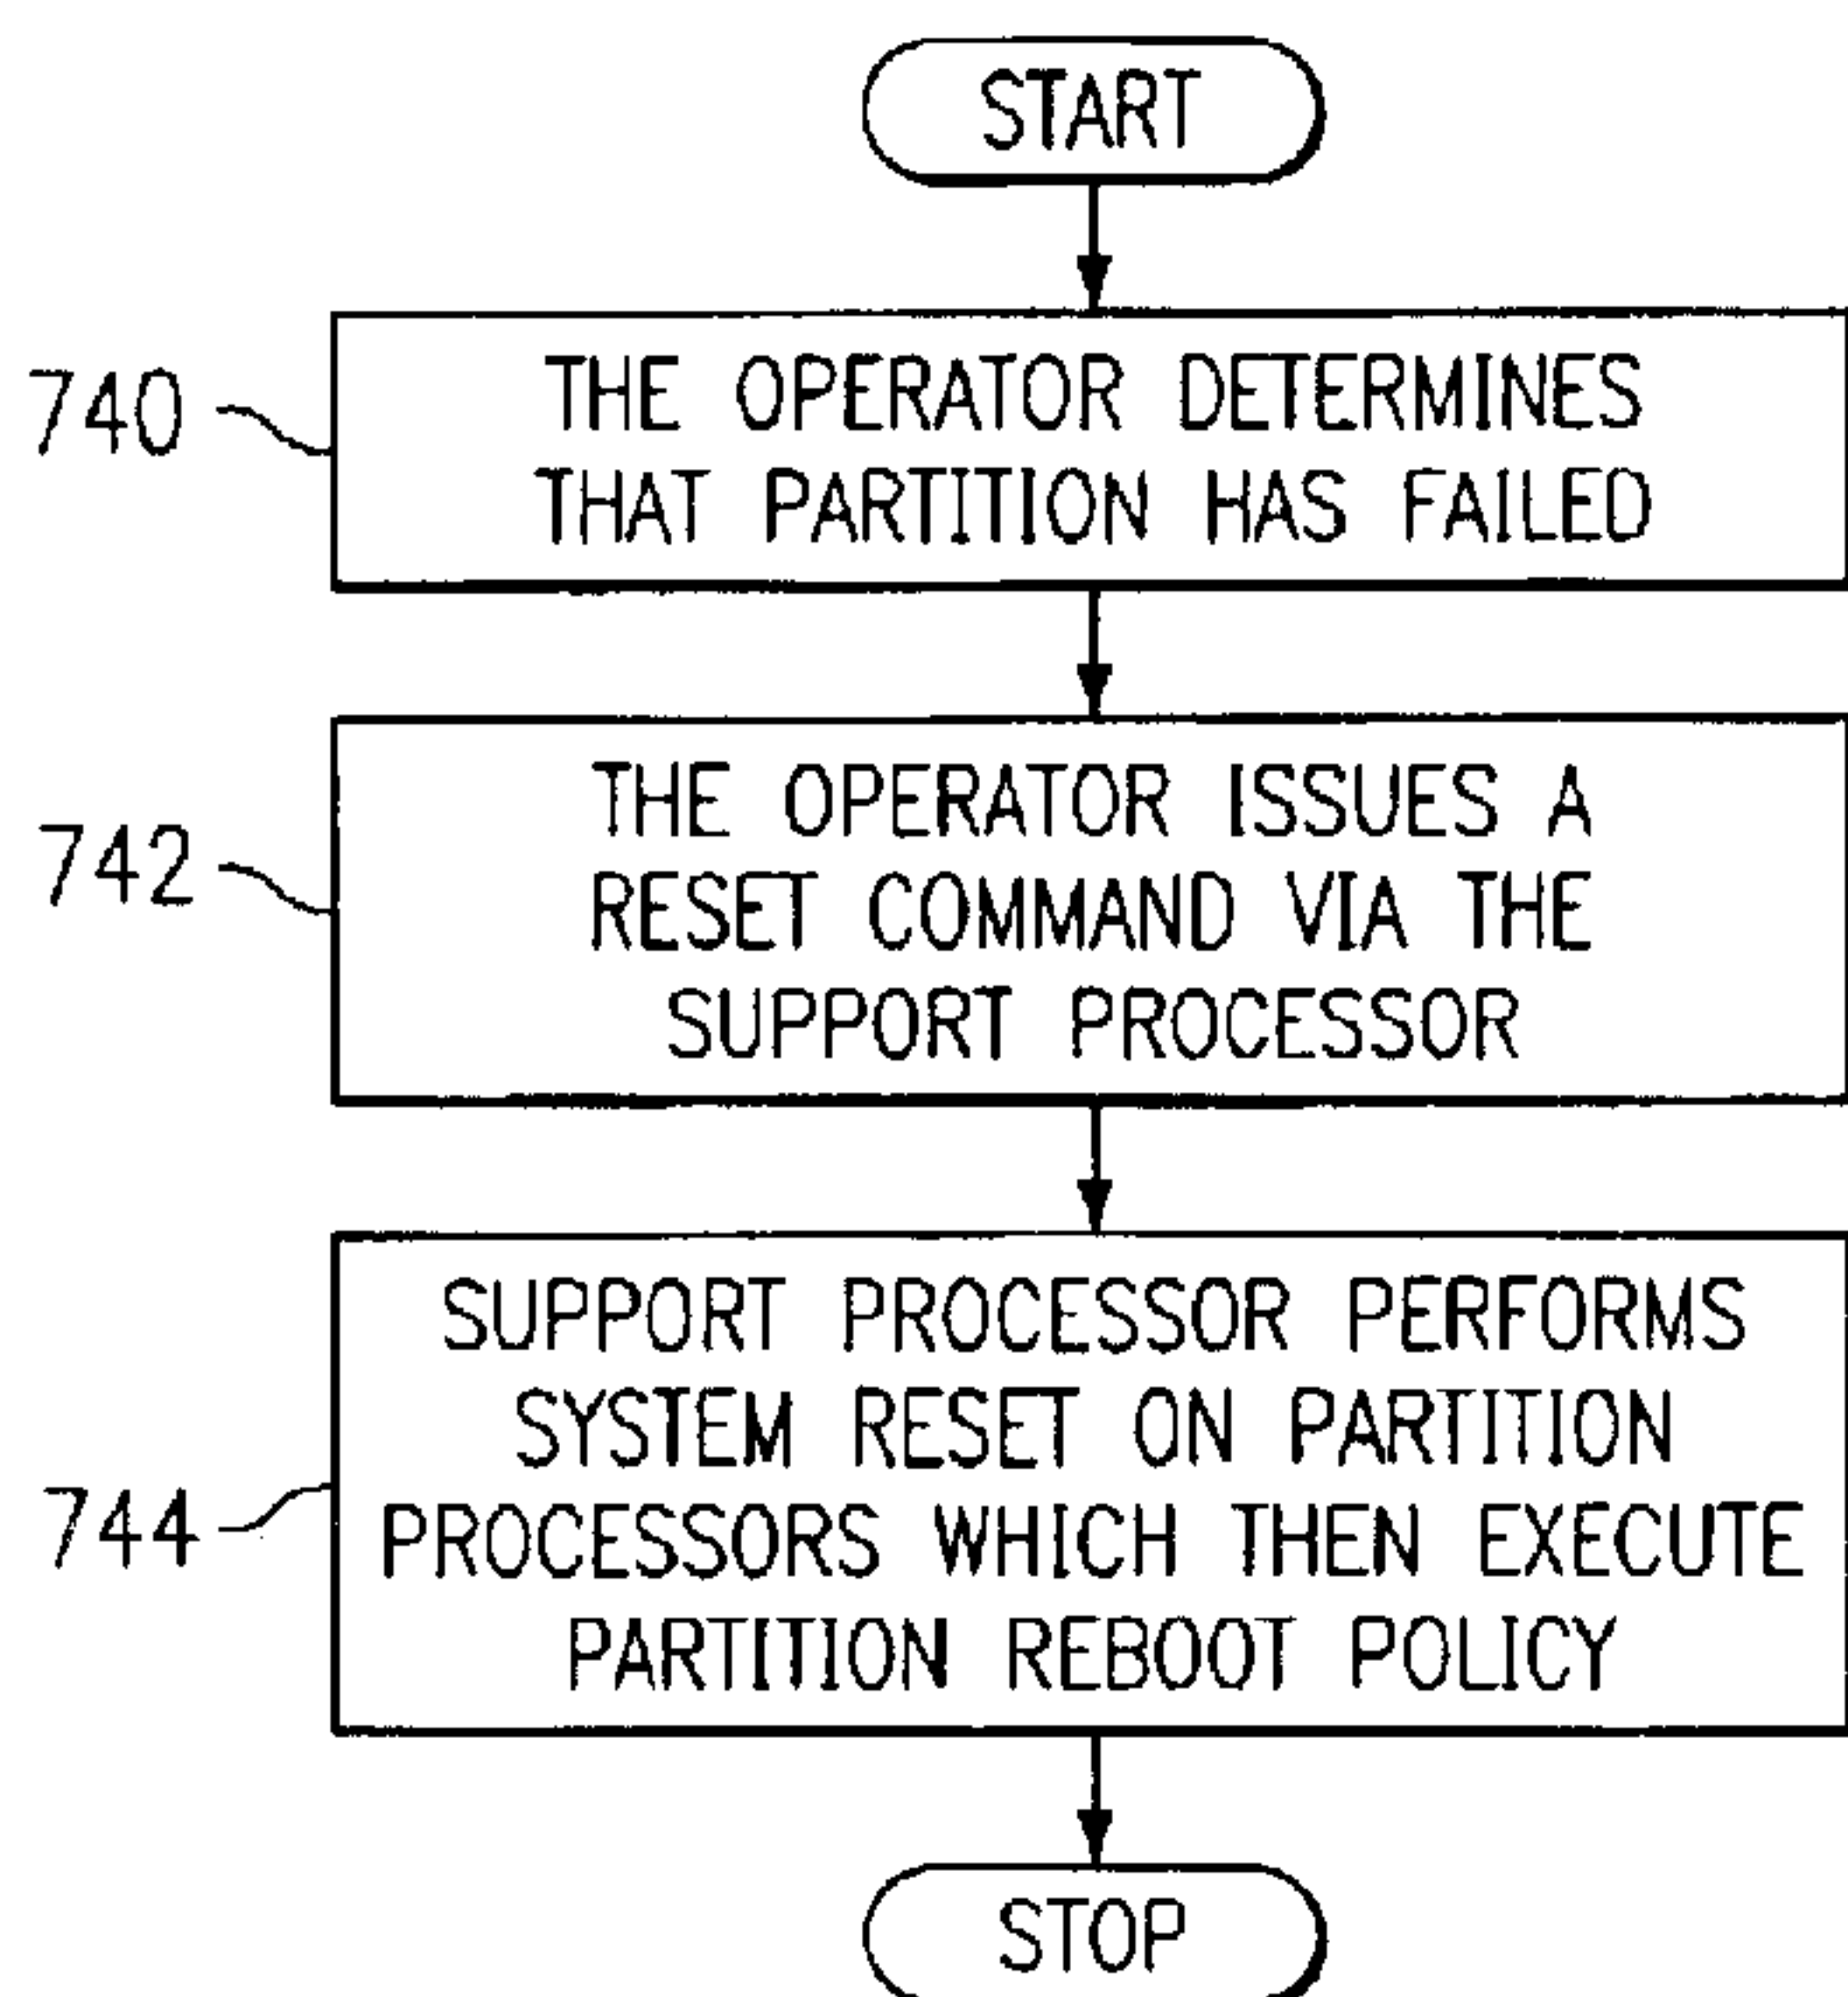 START
740
THE OPERATOR DETERMINES
THAT PARTITION HAS FAILED
742
THE OPERATOR ISSUES A
RESET COMMAND VIA THE
SUPPORT PROCESSOR
744
SUPPORT PROCESSOR PERFORMS
SYSTEM RESET ON PARTITION
PROCESSORS WHICH THEN EXECUTE
PARTITION REBOOT POLICY
STOP